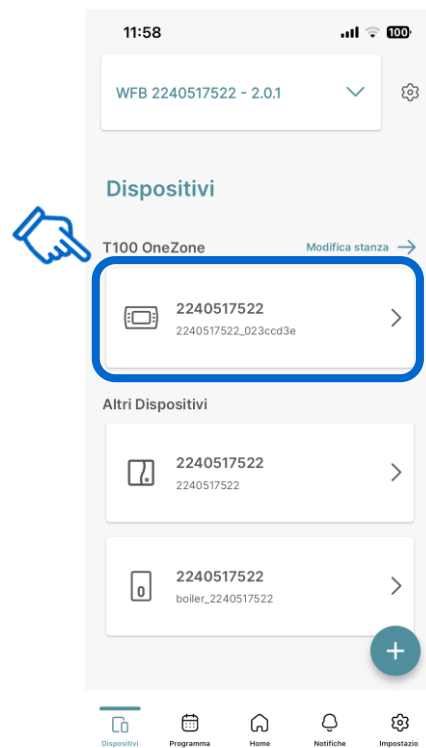 11:58
100
WFB 2240517522 - 2.0.1
Dispositivi
T100 OneZone
Modifica stanza
2240517522
2240517522_023ccd3e
Altri Dispositivi
2240517522
2240517522
2240517522
boiler_2240517522
Dispositivi
Programma
Home
Notifiche
Impostazio